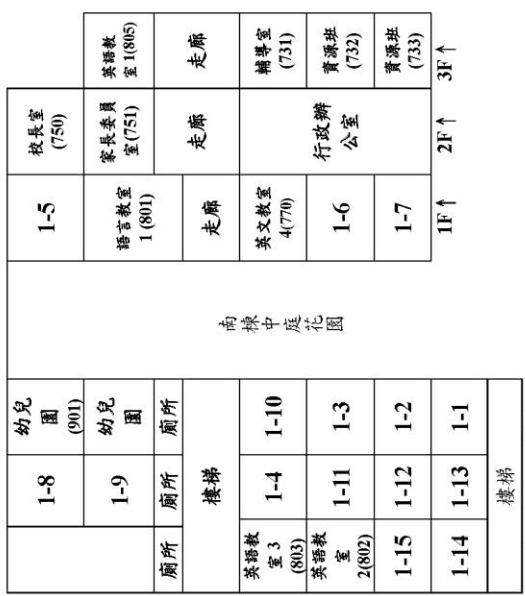 1-8
幼兒
園
(901)
1-5
校長室
(750)
1-9
幼兒
園
語言教室
1 (801)
家長委員
室(751)
英語教
室 1(805)
廁所
廁所
廁所
走廊
走廊
走廊
樓梯
南棟中庭花園
英語教
室 3
(803)
1-4
1-10
英文教室
4(770)
行政辦
公室
輔導室
(731)
英語教
室
2(802)
1-11
1-3
1-6
資源班
(732)
1-15
1-12
1-2
1-7
資源班
(733)
1-14
1-13
1-1
1F→
2F→
3F→
樓梯